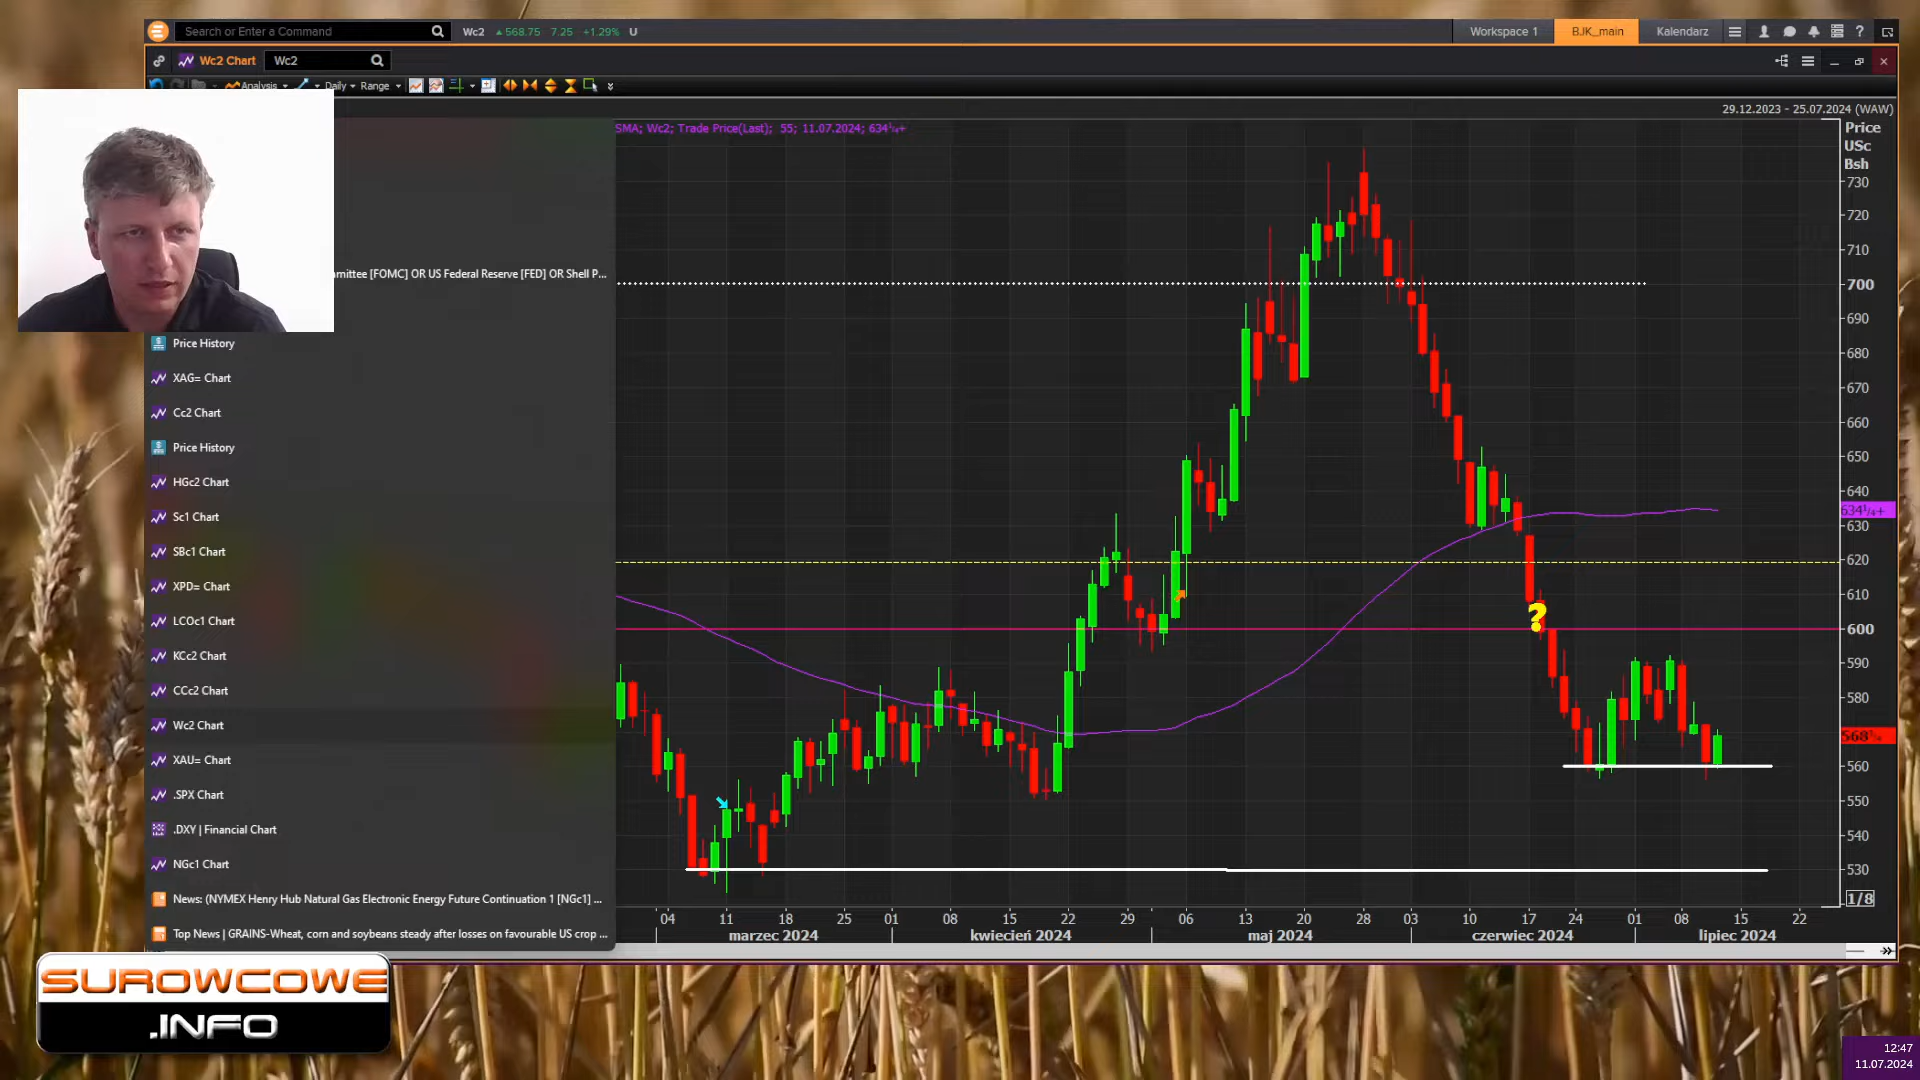 Search or Enter a Command
Wc2
568.75 7.25 +1.29% U
Workspace 1
BJK_main
Kalendarz
?
Wc2 Chart
Wc2
Analysis
Daily
Range
29.12.2023 - 25.07.2024 (WAW)
SMA; Wc2; Trade Price(Last); 55; 11.07.2024; 634¼+
Price
USc
Bsh
730
720
710
700
690
680
670
660
650
640
634¼+
630
620
610
600
590
580
570
560
550
540
530
1/8
?
mmittee [FOMC] OR US Federal Reserve [FED] OR Shell P...
Price History
XAG= Chart
Cc2 Chart
Price History
HGc2 Chart
Sc1 Chart
SBc1 Chart
XPD= Chart
LCOc1 Chart
KCc2 Chart
CCc2 Chart
Wc2 Chart
XAU= Chart
.SPX Chart
.DXY | Financial Chart
NGc1 Chart
News: (NYMEX Henry Hub Natural Gas Electronic Energy Future Continuation 1 [NGc1] ...
Top News | GRAINS-Wheat, corn and soybeans steady after losses on favourable US crop ...
04 11 18 25 01 08 15 22 29 06 13 20 28 03 10 17 24 01 08 15 22
marzec 2024 kwiecień 2024 maj 2024 czerwiec 2024 lipiec 2024
SUROWCOWE
.INFO
12:47
11.07.2024